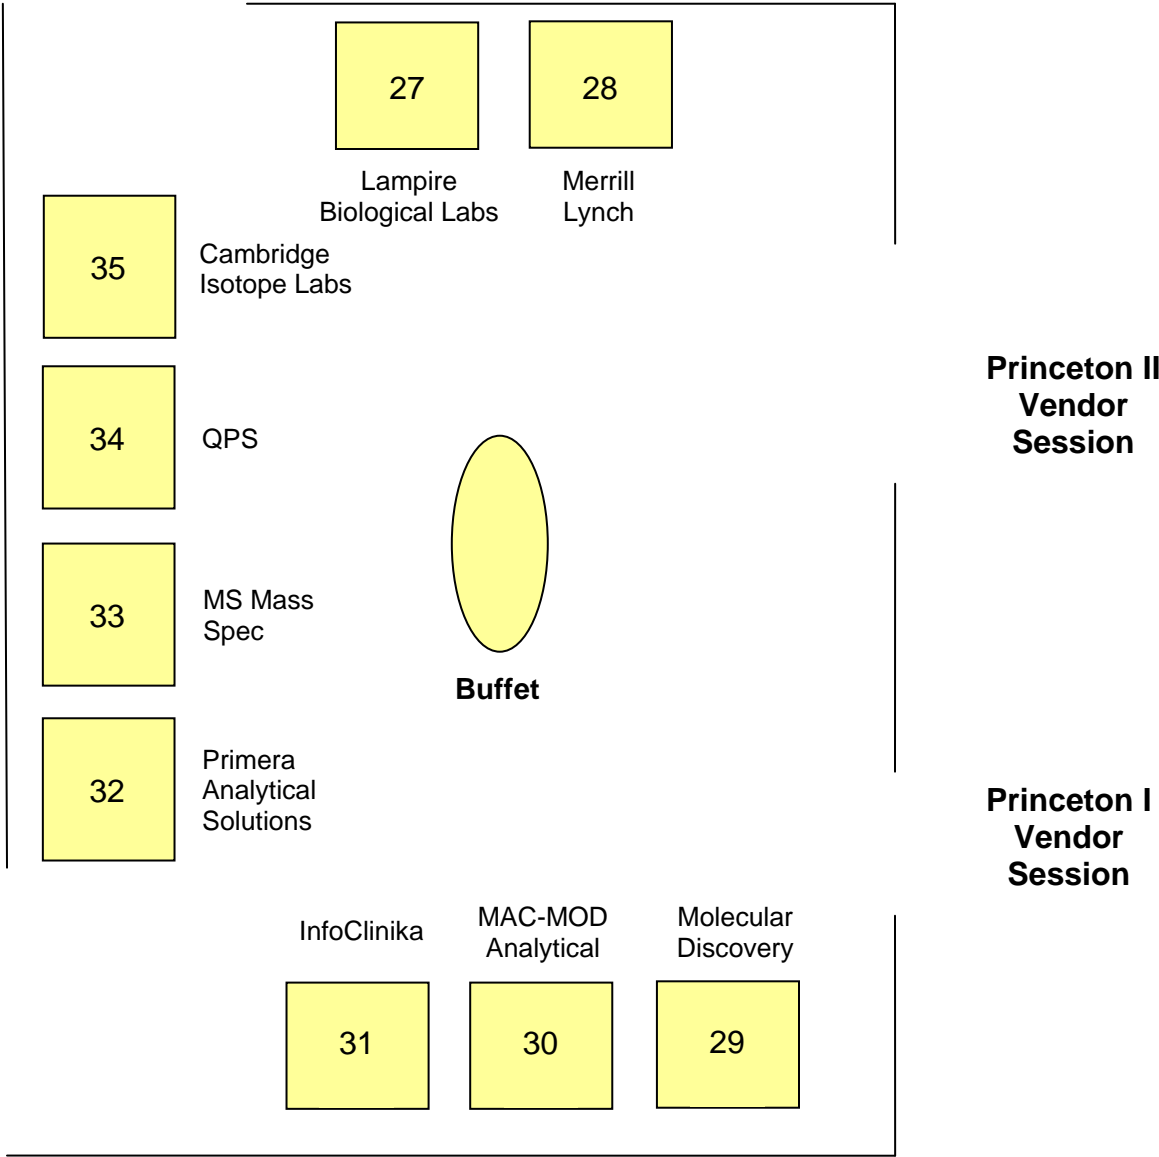 27
28
Lampire
Biological Labs
Merrill
Lynch
35
Cambridge
Isotope Labs
Princeton II
Vendor
Session
34
QPS
33
MS Mass
Spec
Buffet
32
Primera
Analytical
Solutions
Princeton I
Vendor
Session
InfoClinika
MAC-MOD
Analytical
Molecular
Discovery
31
30
29